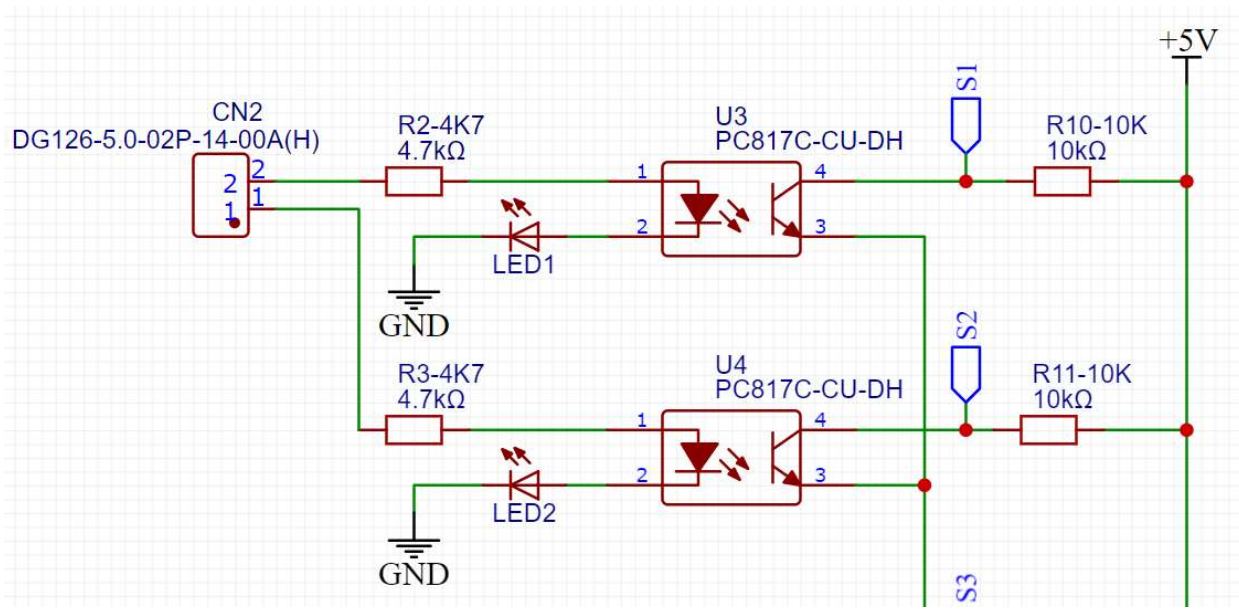 +5V
S1
CN2
DG126-5.0-02P-14-00A(H)
R2-4K7
4.7kΩ
U3
PC817C-CU-DH
R10-10K
10kΩ
2
2
1
1
1
4
2
3
LED1
GND
S2
R3-4K7
4.7kΩ
U4
PC817C-CU-DH
R11-10K
10kΩ
1
4
2
3
LED2
GND
S3